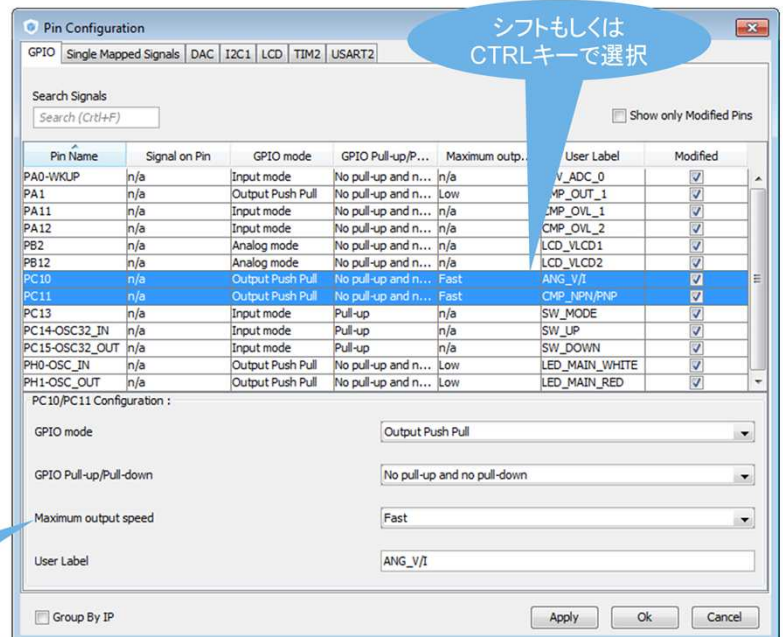 シフトもしくは
CTRLキーで選択
Pin Configuration
GPIO Single Mapped Signals DAC I2C1 LCD TIM2 USART2
Search Signals
Search (Crtl+F)
Show only Modified Pins
Pin Name Signal on Pin GPIO mode GPIO Pull-up/P... Maximum outp... User Label Modified
PA0-WKUP n/a Input mode No pull-up and n... n/a V_ADC_0
PA1 n/a Output Push Pull No pull-up and n... Low MP_OUT_1
PA11 n/a Input mode No pull-up and n... n/a CMP_OVL_1
PA12 n/a Input mode No pull-up and n... n/a CMP_OVL_2
PB2 n/a Analog mode No pull-up and n... n/a LCD_VLCD1
PB12 n/a Analog mode No pull-up and n... n/a LCD_VLCD2
PC10 n/a Output Push Pull No pull-up and n... Fast ANG_V/I
PC11 n/a Output Push Pull No pull-up and n... Fast CMP_NPN/PNP
PC13 n/a Input mode Pull-up n/a SW_MODE
PC14-OSC32_IN n/a Input mode Pull-up n/a SW_UP
PC15-OSC32_OUT n/a Input mode Pull-up n/a SW_DOWN
PH0-OSC_IN n/a Output Push Pull No pull-up and n... Low LED_MAIN_WHITE
PH1-OSC_OUT n/a Output Push Pull No pull-up and n... Low LED_MAIN_RED
PC10/PC11 Configuration :
GPIO mode Output Push Pull
GPIO Pull-up/Pull-down No pull-up and no pull-down
Maximum output speed Fast
User Label ANG_V/I
Group By IP Apply Ok Cancel